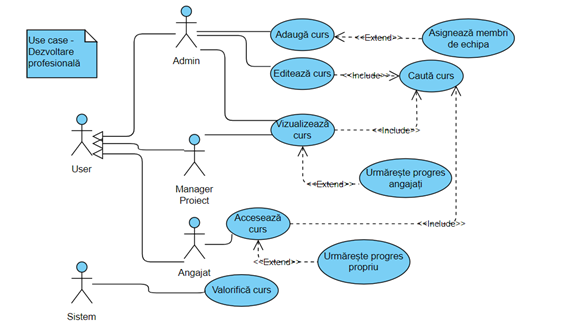 Use case -
Dezvoltare
profesională
Admin
Adaugă curs
<<Extend>>
Asignează membri
de echipa
Editează curs
<<Include>>
Caută curs
User
Vizualizează
curs
<<Include>>
Manager
Proiect
<<Extend>>
Urmărește progres
angajați
Accesează
curs
<<Include>>
Angajat
<<Extend>>
Urmărește progres
propriu
Sistem
Valorifică curs